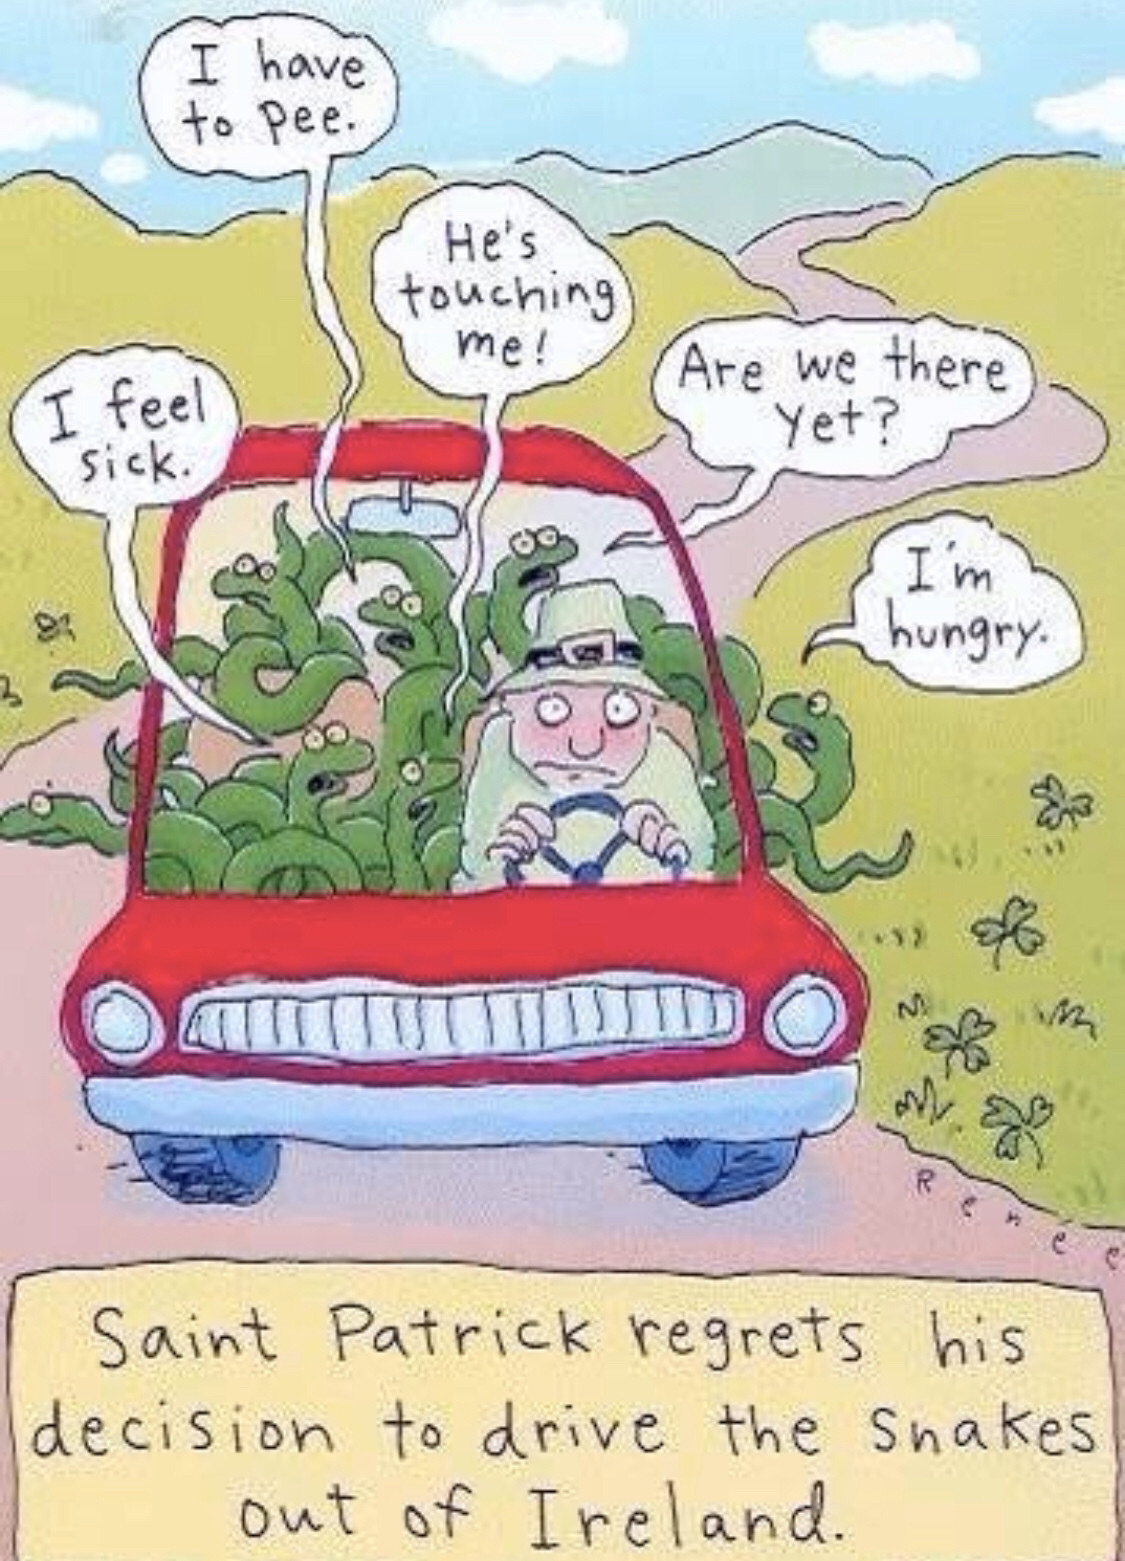 I have
to pee.
He's
touching
me!
Are we there
yet?
I feel
sick.
I'm
hungry.
Renee
Saint Patrick regrets his
decision to drive the snakes
out of Ireland.